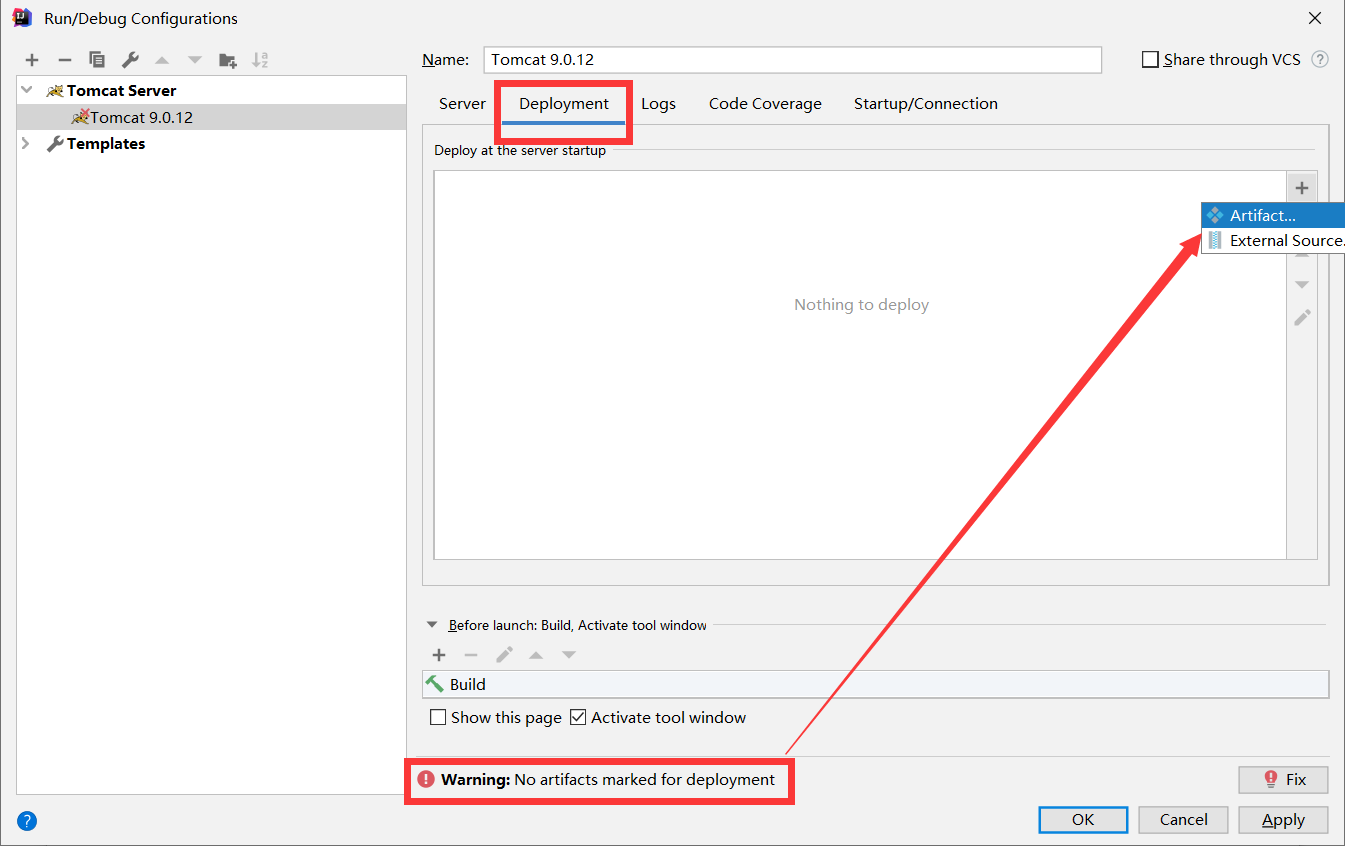 Run/Debug Configurations
Name: Tomcat 9.0.12
Share through VCS ?
Tomcat Server
Tomcat 9.0.12
Templates
Server Deployment Logs Code Coverage Startup/Connection
Deploy at the server startup
Artifact...
External Source.
Nothing to deploy
Before launch: Build, Activate tool window
Build
Show this page Activate tool window
Warning: No artifacts marked for deployment
Fix
? OK Cancel Apply